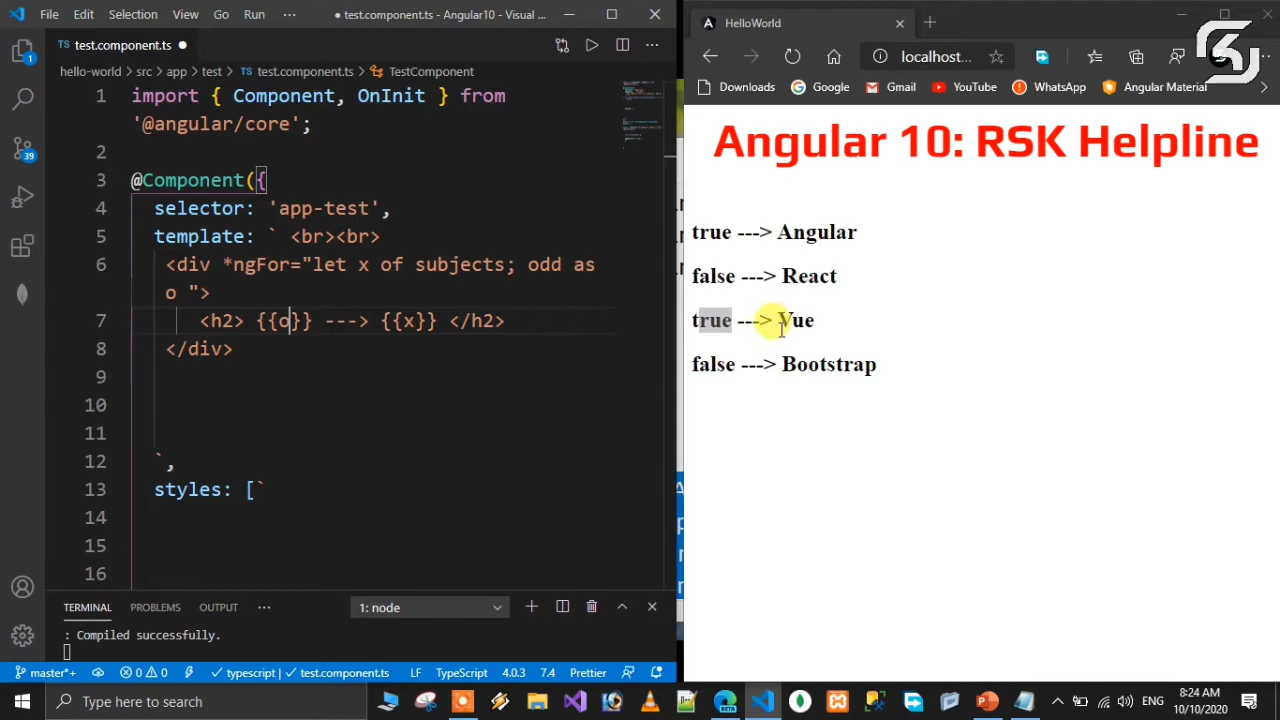 File Edit Selection View Go Run ··· ● test.component.ts - Angular10 - Visual ...
TS test.component.ts ●
hello-world > src > app > test > TS test.component.ts > TestComponent
1 import { Component, OnInit } from
'@angular/core';
2
3 @Component({
4 selector: 'app-test',
5 template: ` <br><br>
6 <div *ngFor="let x of subjects; odd as
o ">
7 <h2> {{o}} ---> {{x}} </h2>
8 </div>
9
10
11
12 `,
13 styles: [`
14
15
16
1
39
TERMINAL PROBLEMS OUTPUT ··· 1: node
: Compiled successfully.
master*+ 0 0 typescript | test.component.ts LF TypeScript 4.0.3 7.4 Prettier
HelloWorld
localhost...
Downloads Google Gmail YouTube WhatsApp Angular Material
Angular 10: RSK Helpline
true ---> Angular
false ---> React
true ---> Vue
false ---> Bootstrap
Type here to search
BETA
ENG
8:24 AM
10/10/2020
6